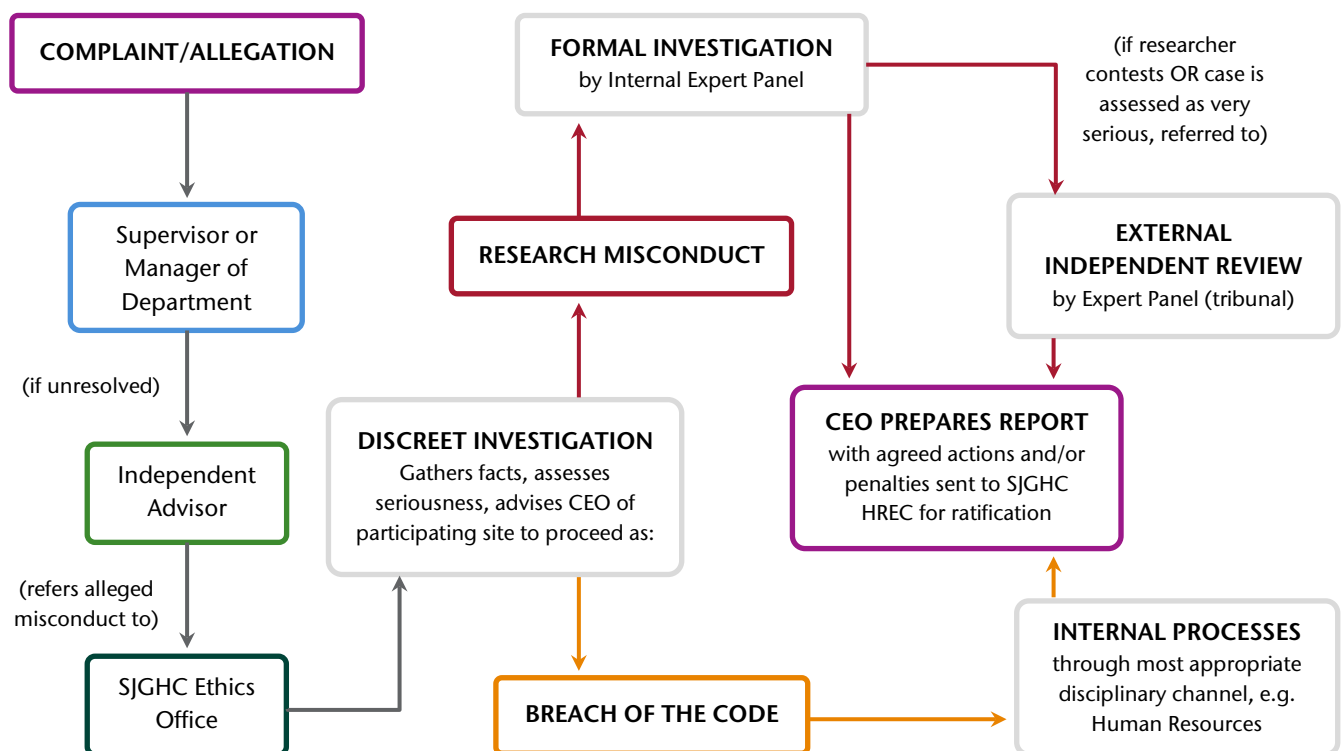 COMPLAINT/ALLEGATION
Supervisor or
Manager of
Department
(if unresolved)
Independent
Advisor
(refers alleged
misconduct to)
SJGHC Ethics
Office
DISCREET INVESTIGATION
Gathers facts, assesses
seriousness, advises CEO of
participating site to proceed as:
RESEARCH MISCONDUCT
FORMAL INVESTIGATION
by Internal Expert Panel
(if researcher
contests OR case is
assessed as very
serious, referred to)
EXTERNAL
INDEPENDENT REVIEW
by Expert Panel (tribunal)
CEO PREPARES REPORT
with agreed actions and/or
penalties sent to SJGHC
HREC for ratification
BREACH OF THE CODE
INTERNAL PROCESSES
through most appropriate
disciplinary channel, e.g.
Human Resources